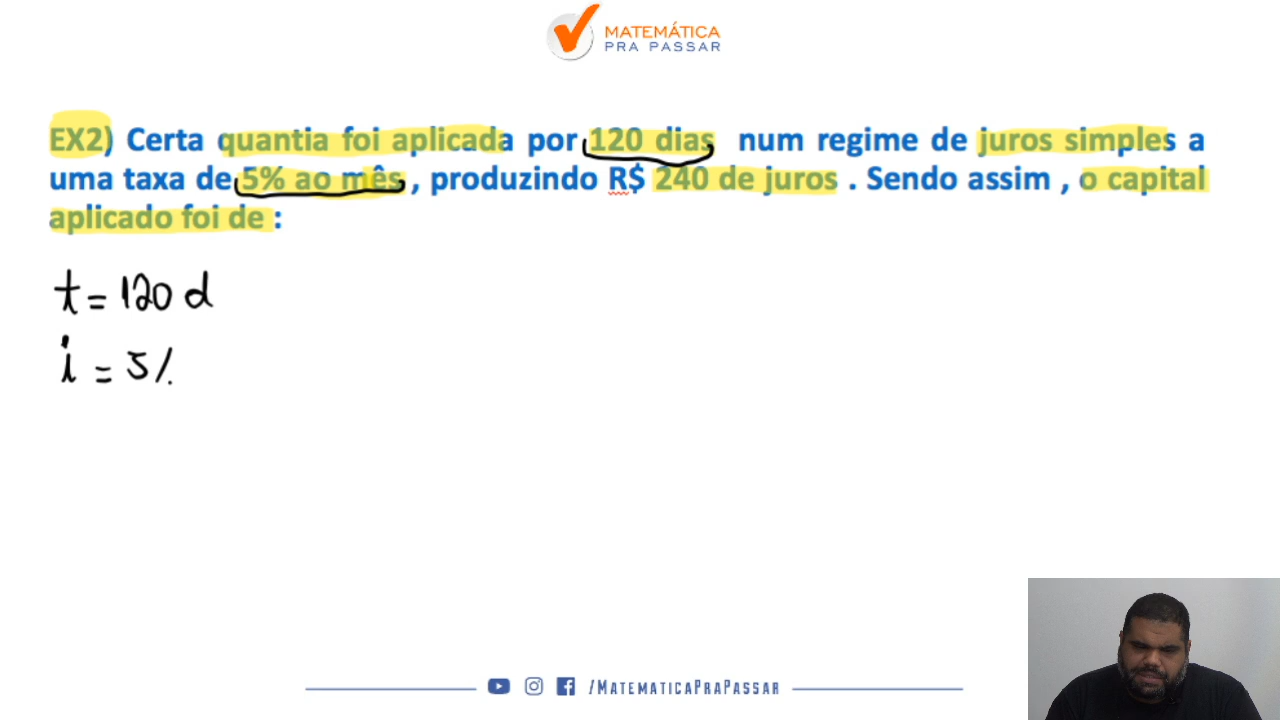 MATEMÁTICA
PRA PASSAR
EX2) Certa quantia foi aplicada por 120 dias num regime de juros simples a
uma taxa de 5% ao mês , produzindo R$ 240 de juros . Sendo assim , o capital
aplicado foi de :
t = 120 d
i = 5%
/MATEMATICAPRAPASSAR